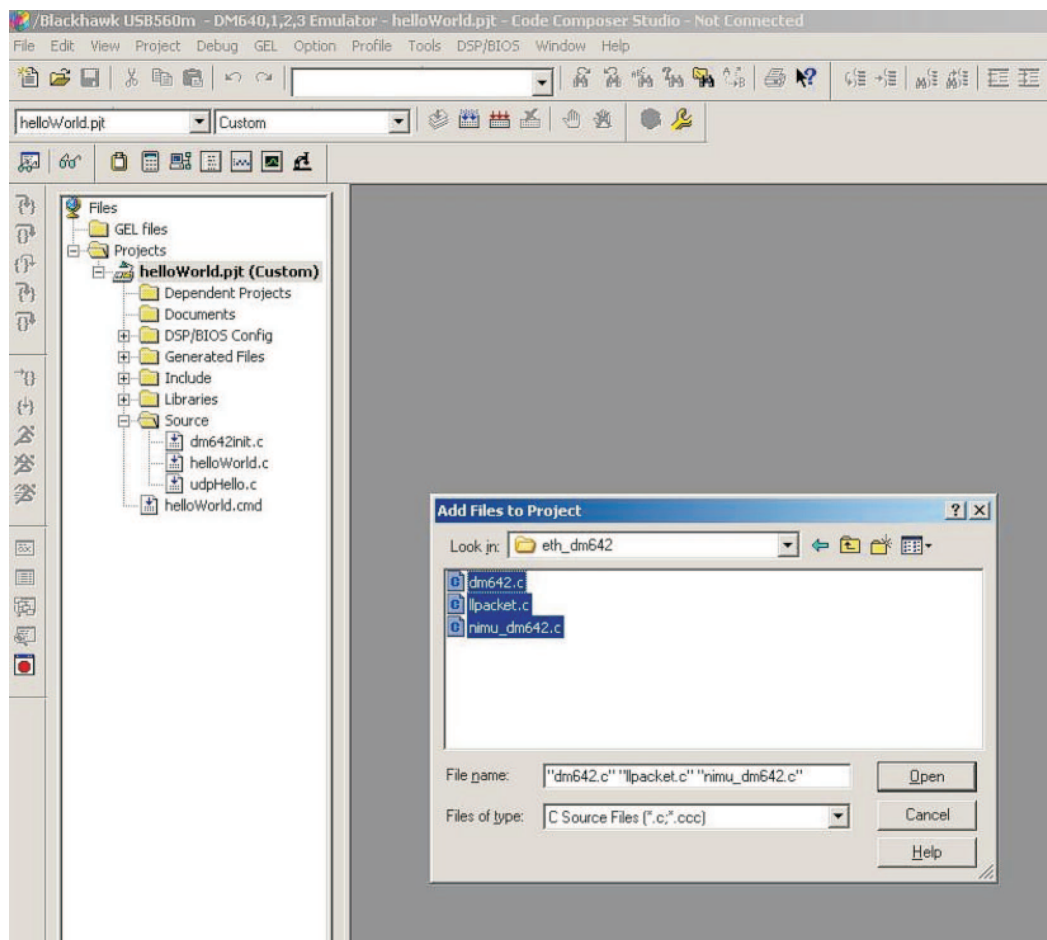 /Blackhawk USB560m - DM640,1,2,3 Emulator - helloWorld.pjt - Code Composer Studio - Not Connected
File Edit View Project Debug GEL Option Profile Tools DSP/BIOS Window Help
helloWorld.pjt Custom
Files
GEL files
Projects
helloWorld.pjt (Custom)
Dependent Projects
Documents
DSP/BIOS Config
Generated Files
Include
Libraries
Source
dm642init.c
helloWorld.c
udpHello.c
helloWorld.cmd
Add Files to Project
Look in: eth_dm642
dm642.c
llpacket.c
nimu_dm642.c
File name: "dm642.c" "llpacket.c" "nimu_dm642.c" Open
Files of type: C Source Files (*.c;*.ccc) Cancel
Help